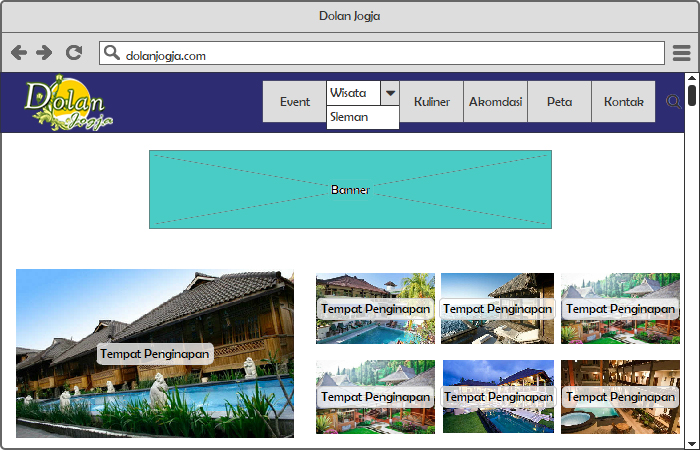 Dolan Jogja
dolanjogja.com
Dolan
Jogja
Event
Wisata
Kuliner
Akomdasi
Peta
Kontak
Sleman
Banner
Tempat Penginapan
Tempat Penginapan
Tempat Penginapan
Tempat Penginapan
Tempat Penginapan
Tempat Penginapan
Tempat Penginapan